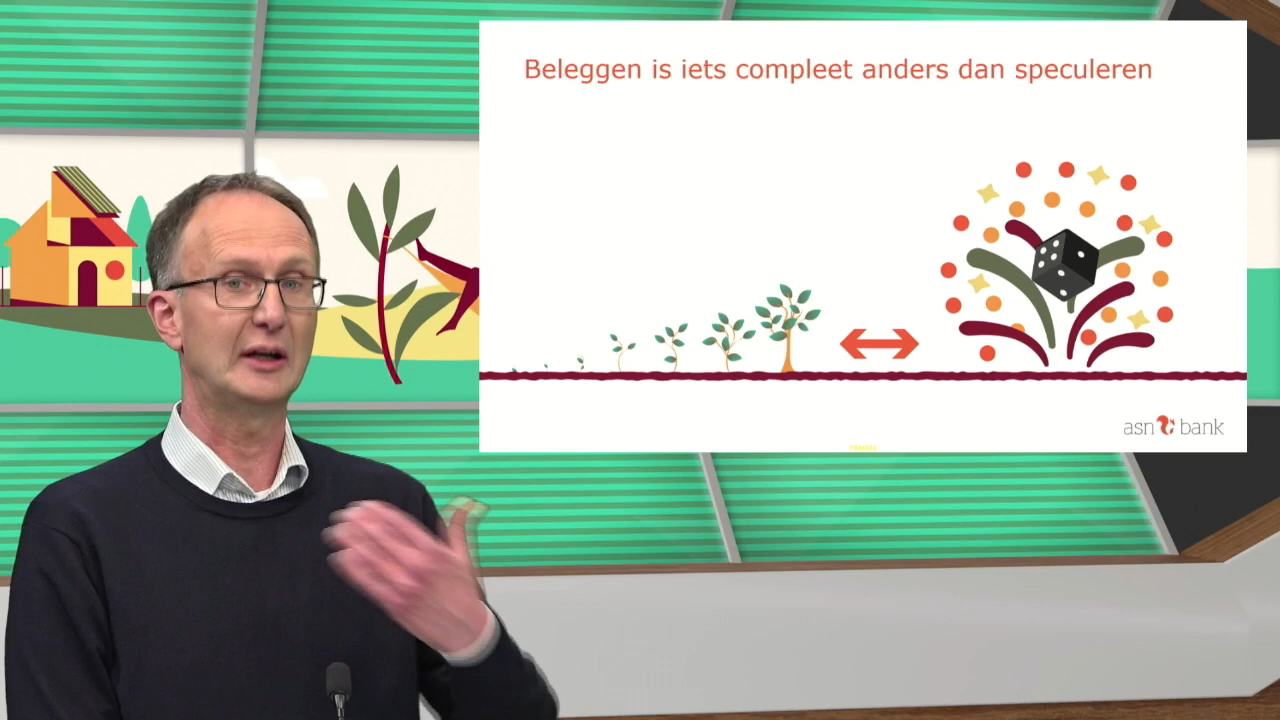 Beleggen is iets compleet anders dan speculeren
asn bank